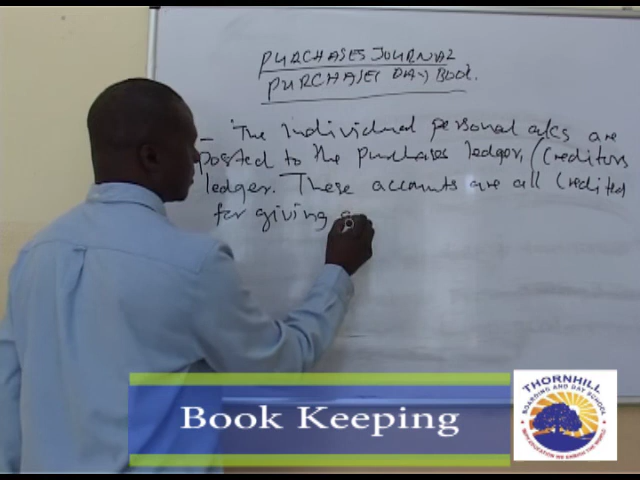 PURCHASES JOURNAL
PURCHASES DAY BOOK.
- The individual personal a/cs are
posted to the purchases ledger/Creditors
ledger. These accounts are all Credited
for giving
Book Keeping
THORNHILL
BOARDING AND DAY SCHOOL